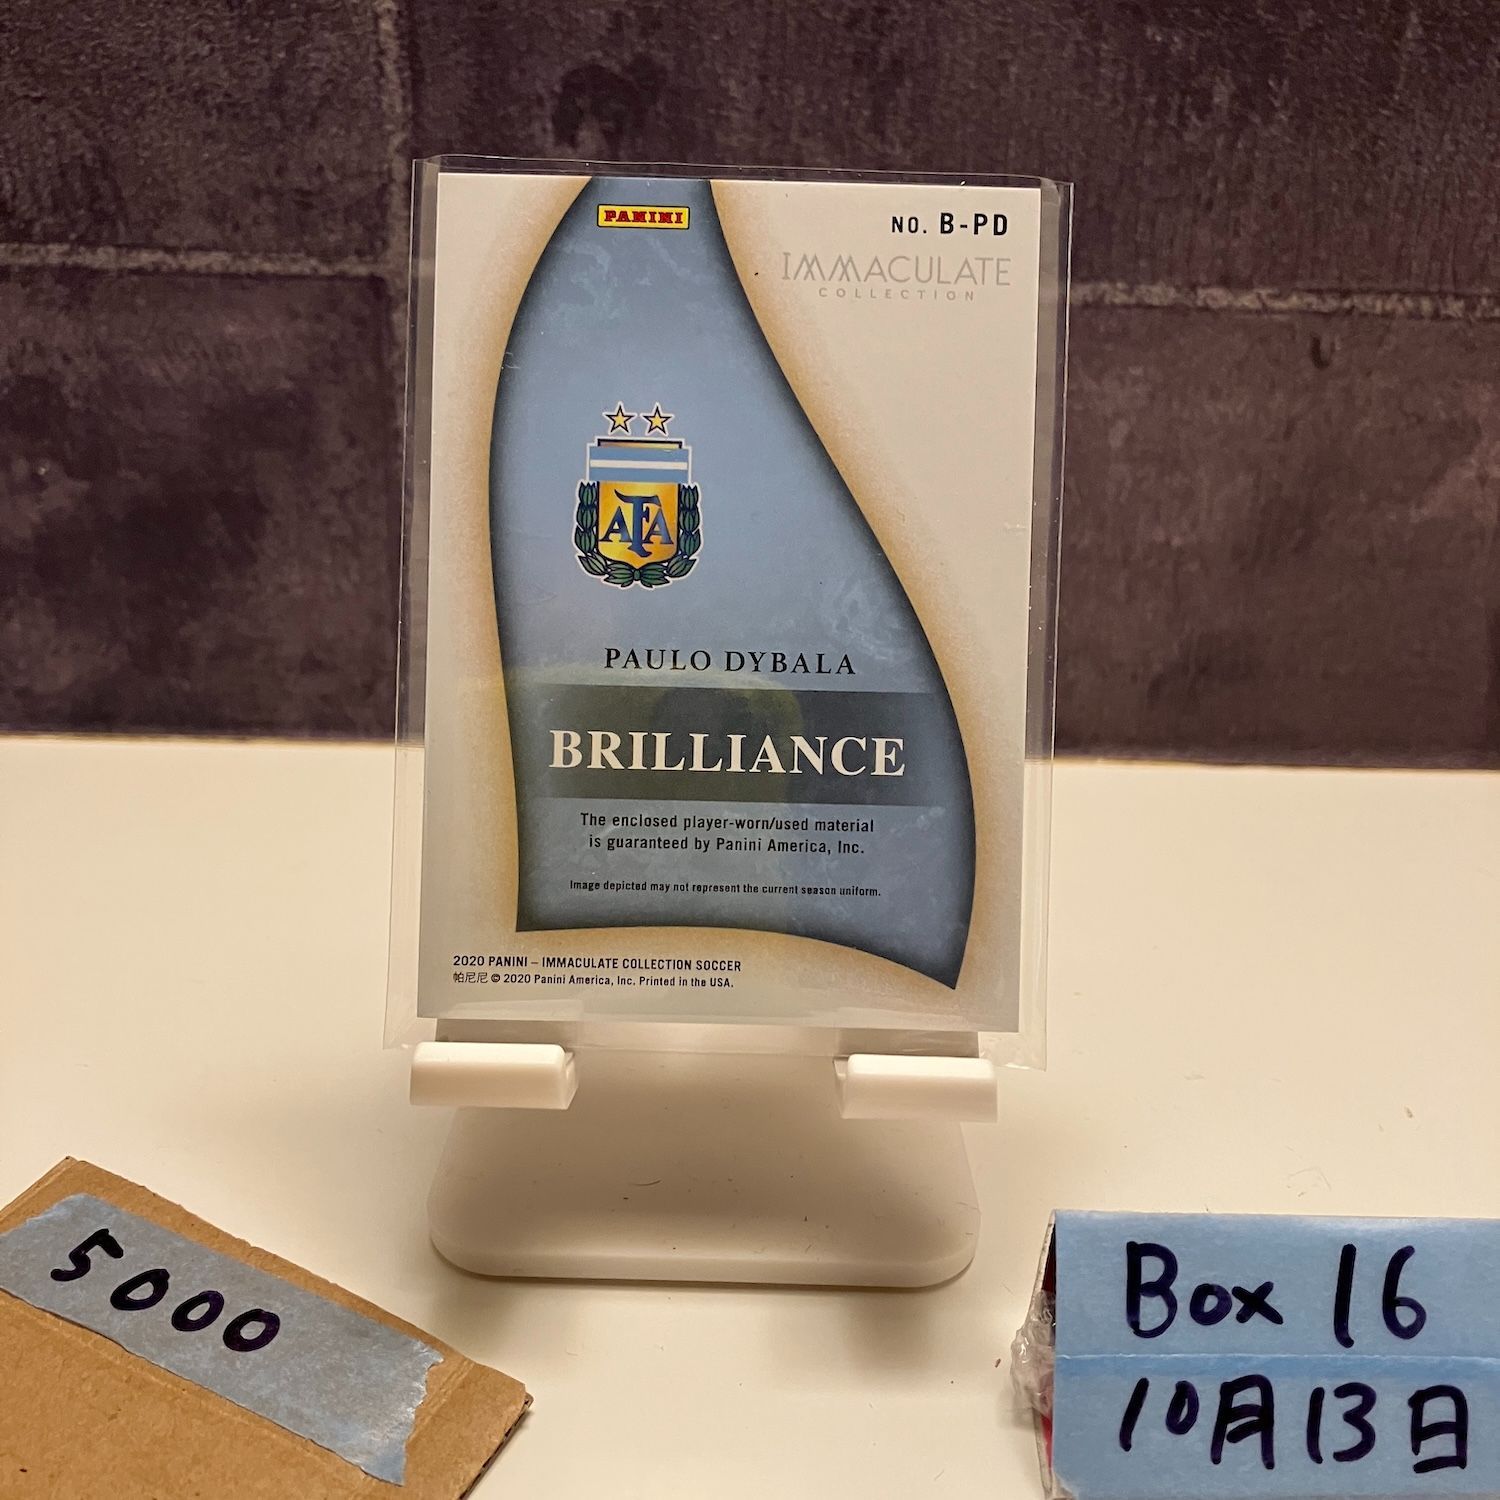 PANINI
NO. B-PD
IMMACULATE
COLLECTION
AFA
PAULO DYBALA
BRILLIANCE
The enclosed player-worn/used material
is guaranteed by Panini America, Inc.
Image depicted may not represent the current season uniform.
2020 PANINI – IMMACULATE COLLECTION SOCCER
帕尼尼 © 2020 Panini America, Inc. Printed in the USA.
5000
Box 16
10月13日